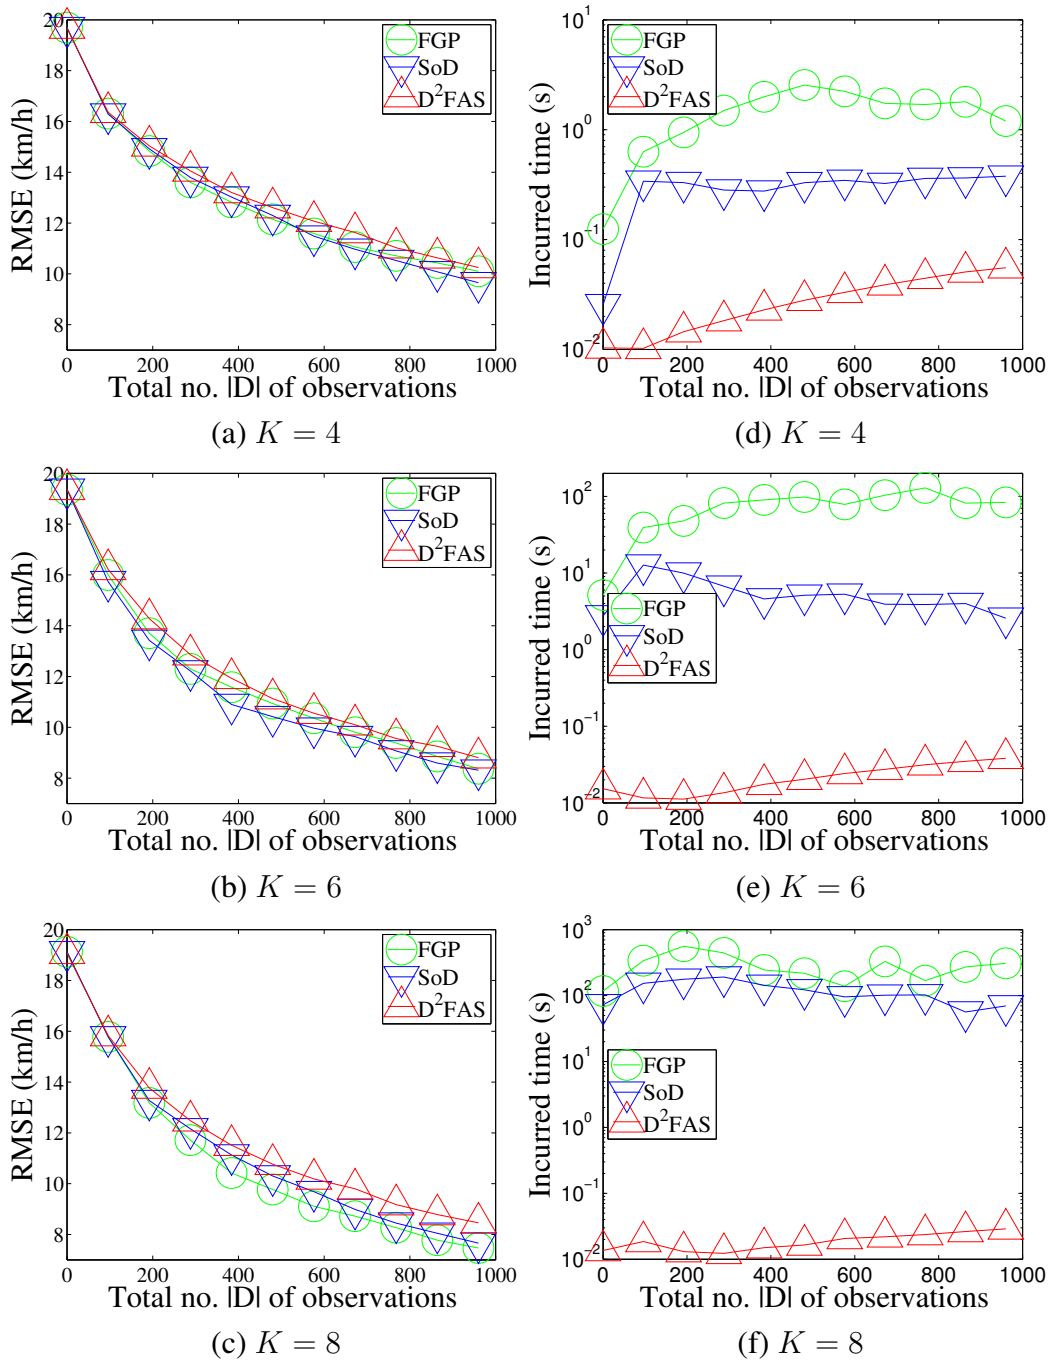 20
18
16
14
12
10
8
0 200 400 600 800 1000
RMSE (km/h)
Total no. |D| of observations
FGP
SoD
D²FAS
(a) K = 4
10¹
10⁰
10⁻¹
10⁻²
0 200 400 600 800 1000
Incurred time (s)
Total no. |D| of observations
FGP
SoD
D²FAS
(d) K = 4
20
18
16
14
12
10
8
0 200 400 600 800 1000
RMSE (km/h)
Total no. |D| of observations
FGP
SoD
D²FAS
(b) K = 6
10²
10¹
10⁰
10⁻¹
10⁻²
0 200 400 600 800 1000
Incurred time (s)
Total no. |D| of observations
FGP
SoD
D²FAS
(e) K = 6
20
18
16
14
12
10
8
0 200 400 600 800 1000
RMSE (km/h)
Total no. |D| of observations
FGP
SoD
D²FAS
(c) K = 8
10³
10²
10¹
10⁰
10⁻¹
10⁻²
0 200 400 600 800 1000
Incurred time (s)
Total no. |D| of observations
FGP
SoD
D²FAS
(f) K = 8